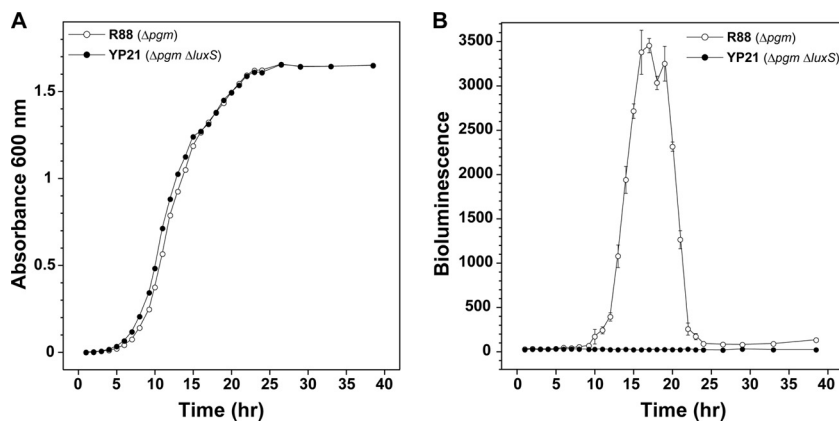 A
R88 (Δpgm)
YP21 (Δpgm ΔluxS)
Absorbance 600 nm
1.5
1
0.5
0
0 5 10 15 20 25 30 35 40
Time (hr)
B
R88 (Δpgm)
YP21 (Δpgm ΔluxS)
Bioluminescence
3500
3000
2500
2000
1500
1000
500
0
0 5 10 15 20 25 30 35 40
Time (hr)